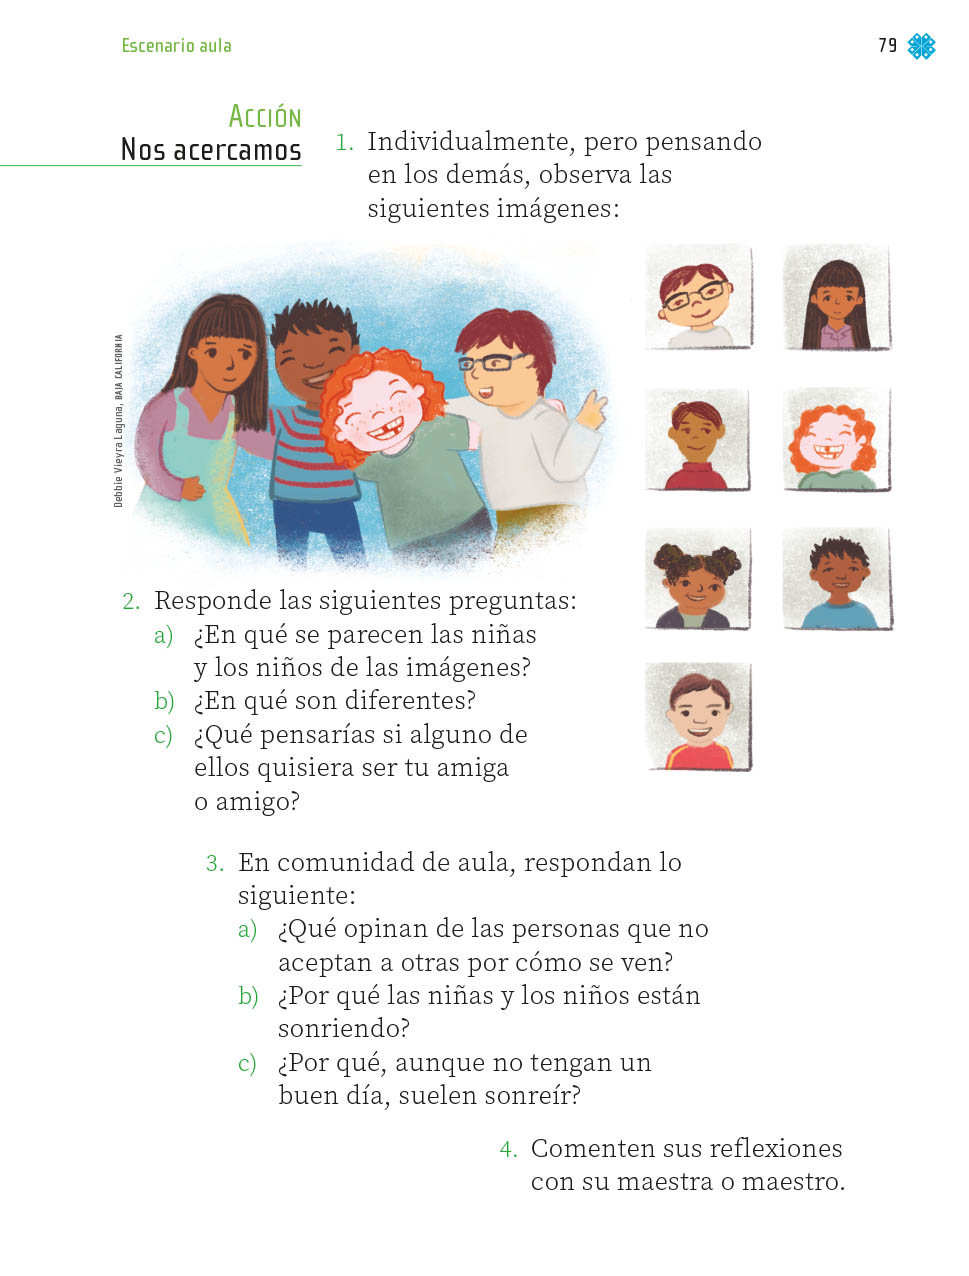 Escenario aula
79
Acción
Nos acercamos
1. Individualmente, pero pensando
en los demás, observa las
siguientes imágenes:
Debbie Vieyra Laguna, BAJA CALIFORNIA
2. Responde las siguientes preguntas:
a) ¿En qué se parecen las niñas
y los niños de las imágenes?
b) ¿En qué son diferentes?
c) ¿Qué pensarías si alguno de
ellos quisiera ser tu amiga
o amigo?
3. En comunidad de aula, respondan lo
siguiente:
a) ¿Qué opinan de las personas que no
aceptan a otras por cómo se ven?
b) ¿Por qué las niñas y los niños están
sonriendo?
c) ¿Por qué, aunque no tengan un
buen día, suelen sonreír?
4. Comenten sus reflexiones
con su maestra o maestro.